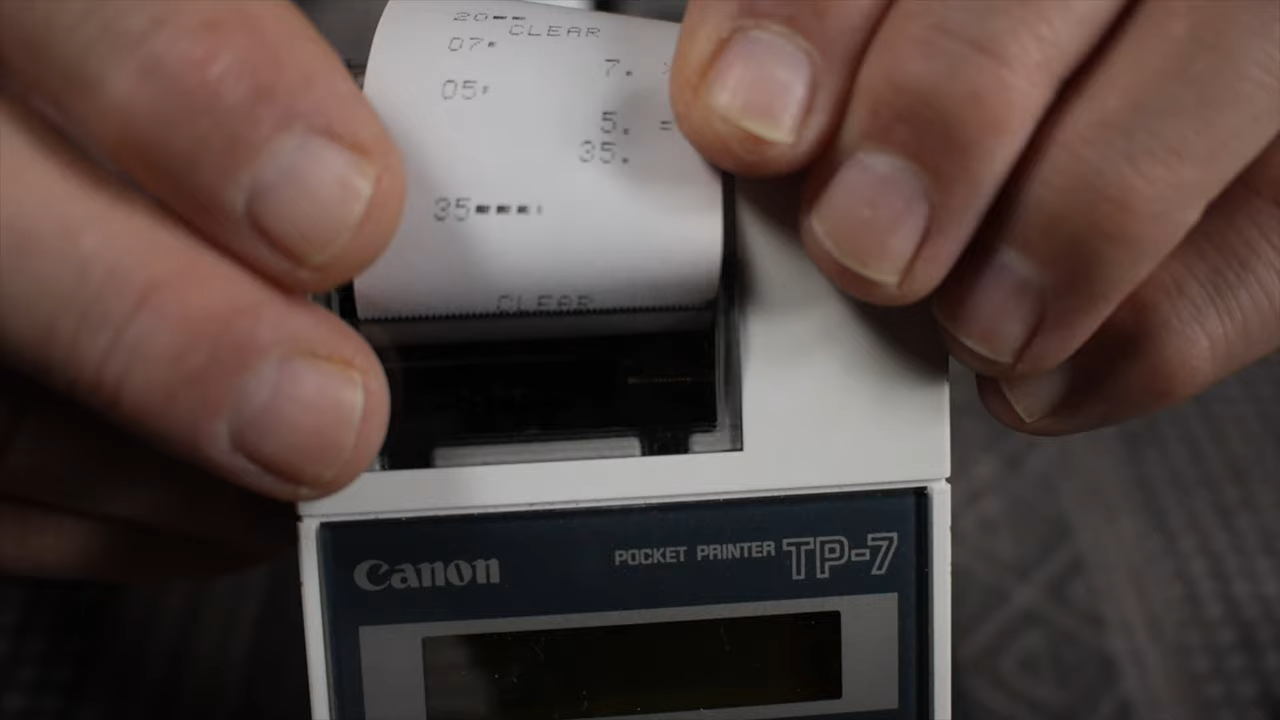 20
CLEAR
07
7. ×
05
5. =
35.
35
CLEAR
Canon
POCKET PRINTER TP-7